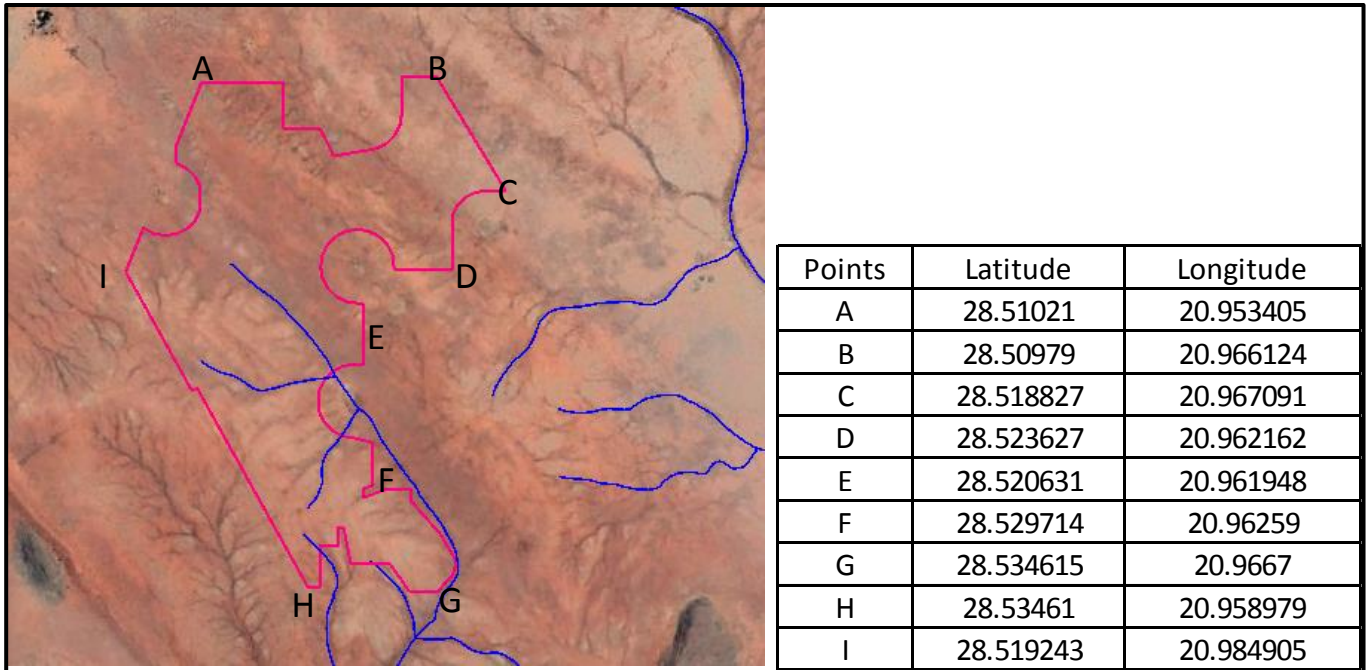 A
B
C
D
I
E
F
H
G
Points Latitude Longitude
A 28.51021 20.953405
B 28.50979 20.966124
C 28.518827 20.967091
D 28.523627 20.962162
E 28.520631 20.961948
F 28.529714 20.96259
G 28.534615 20.9667
H 28.53461 20.958979
I 28.519243 20.984905